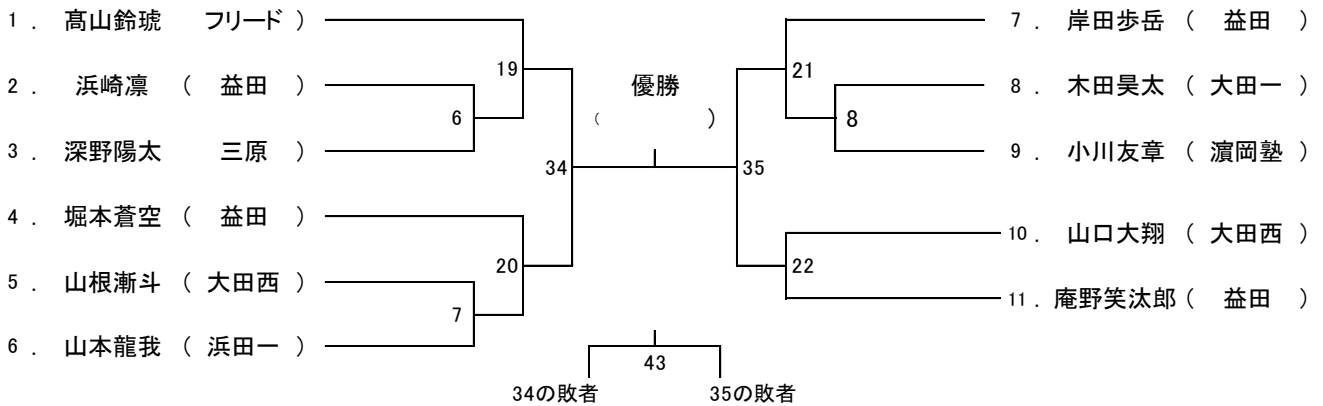 1． 髙山鈴琥 フリード ）
2． 浜崎凛 （ 益田 ）
3． 深野陽太 三原 ）
4． 堀本蒼空 （ 益田 ）
5． 山根漸斗 （ 大田西 ）
6． 山本龍我 （ 浜田一 ）
19
6
34
20
7
優勝
（ ）
43
34の敗者 35の敗者
7． 岸田歩岳 （ 益田 ）
8． 木田昊太 （ 大田一 ）
9． 小川友章 （ 濵岡塾 ）
10． 山口大翔 （ 大田西 ）
11． 庵野笑汰郎 （ 益田 ）
21
8
35
22